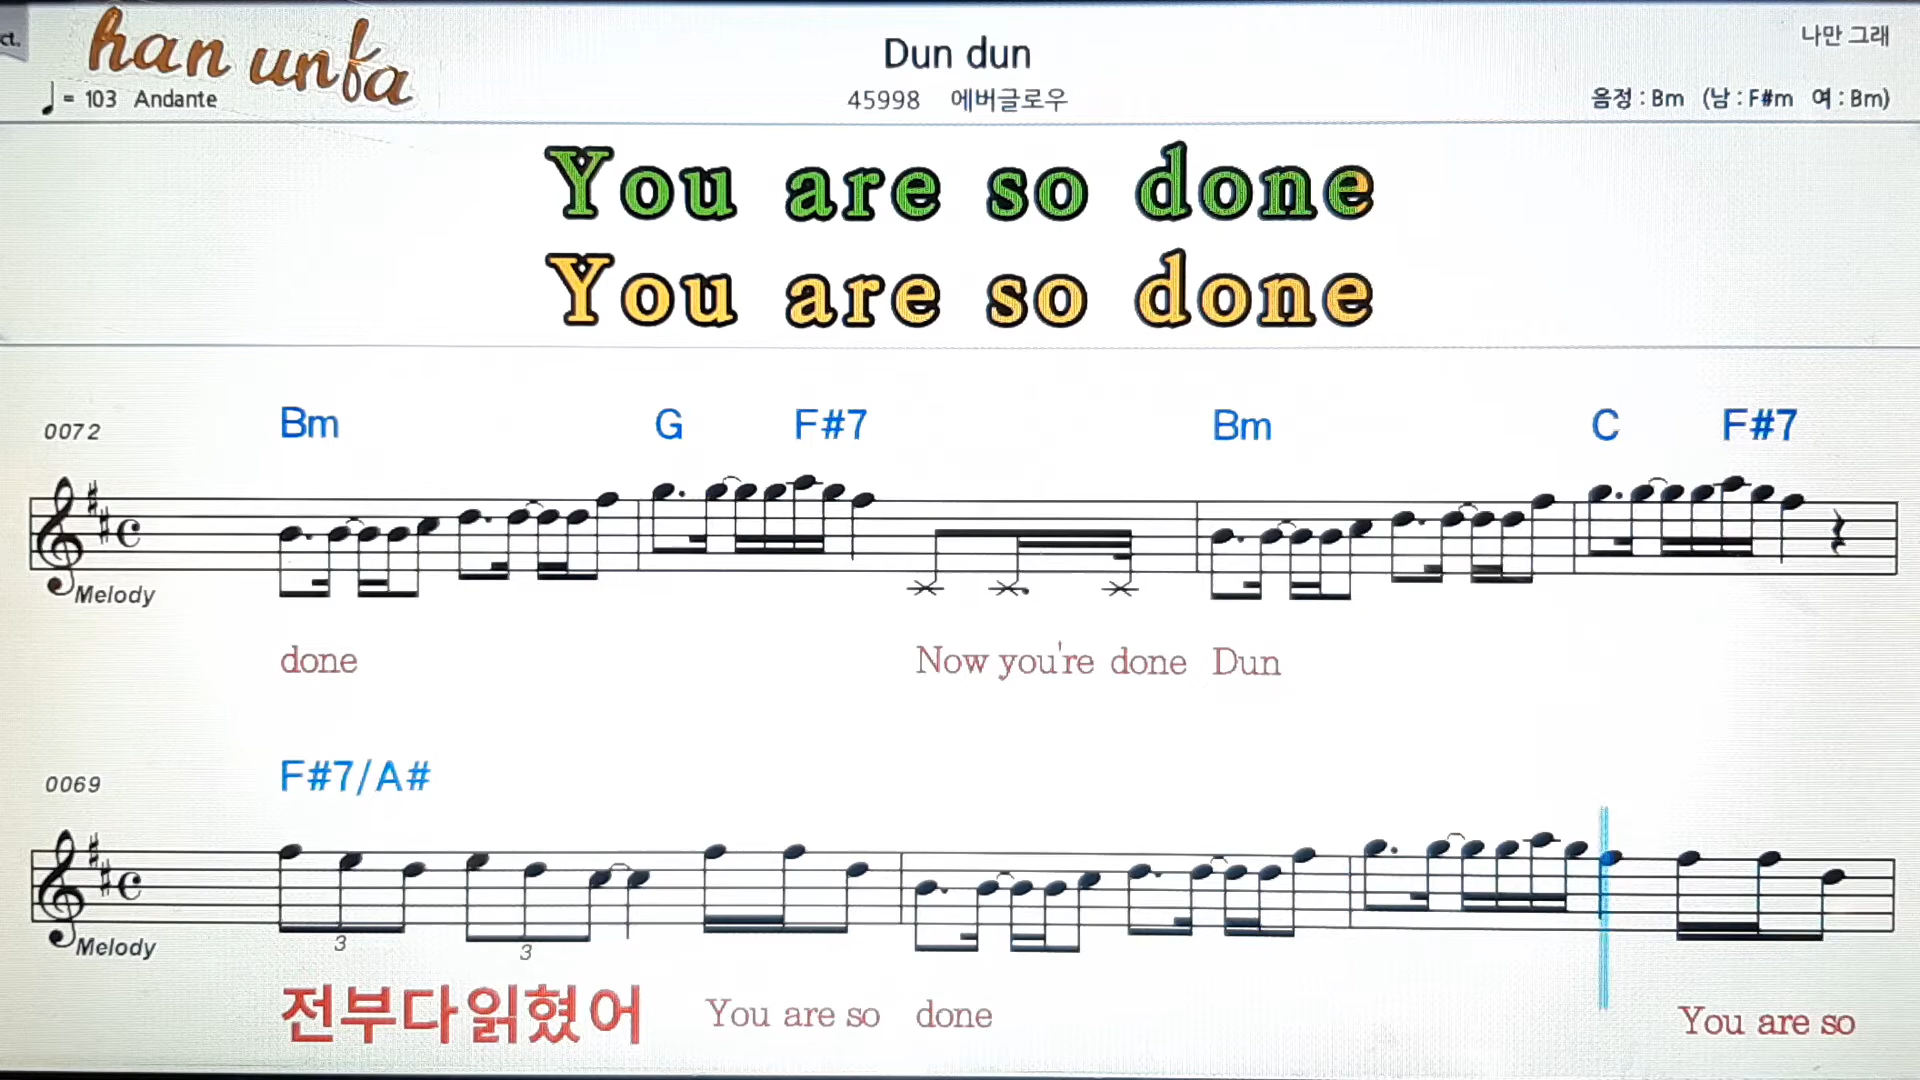 ct.
han unfa
Dun dun
나만 그래
♩= 103 Andante
45998 에버글로우
음정 : Bm (남 : F#m 여 : Bm)
You are so done
You are so done
Bm G F#7 Bm C F#7
0072
Melody
done Now you're done Dun
F#7/A#
0069
3 3
Melody
전부다읽혔어 You are so done You are so